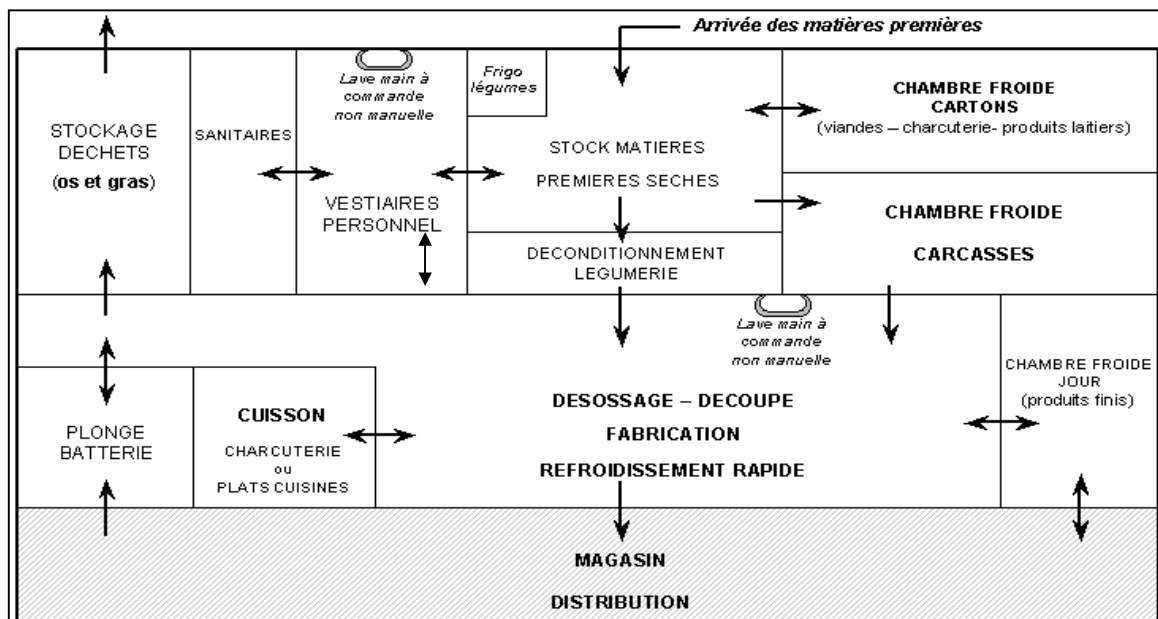 Arrivée des matières premières
STOCKAGE
DECHETS
(os et gras)
SANITAIRES
Lave main à
commande
non manuelle
VESTIAIRES
PERSONNEL
Frigo
légumes
STOCK MATIERES
PREMIERES SECHES
DECONDITIONNEMENT
LEGUMERIE
CHAMBRE FROIDE
CARTONS
(viandes – charcuterie- produits laitiers)
CHAMBRE FROIDE
CARCASSES
Lave main à
commande
non manuelle
PLONGE
BATTERIE
CUISSON
CHARCUTERIE
ou
PLATS CUISINES
DESOSSAGE – DECOUPE
FABRICATION
REFROIDISSEMENT RAPIDE
CHAMBRE FROIDE
JOUR
(produits finis)
MAGASIN
DISTRIBUTION